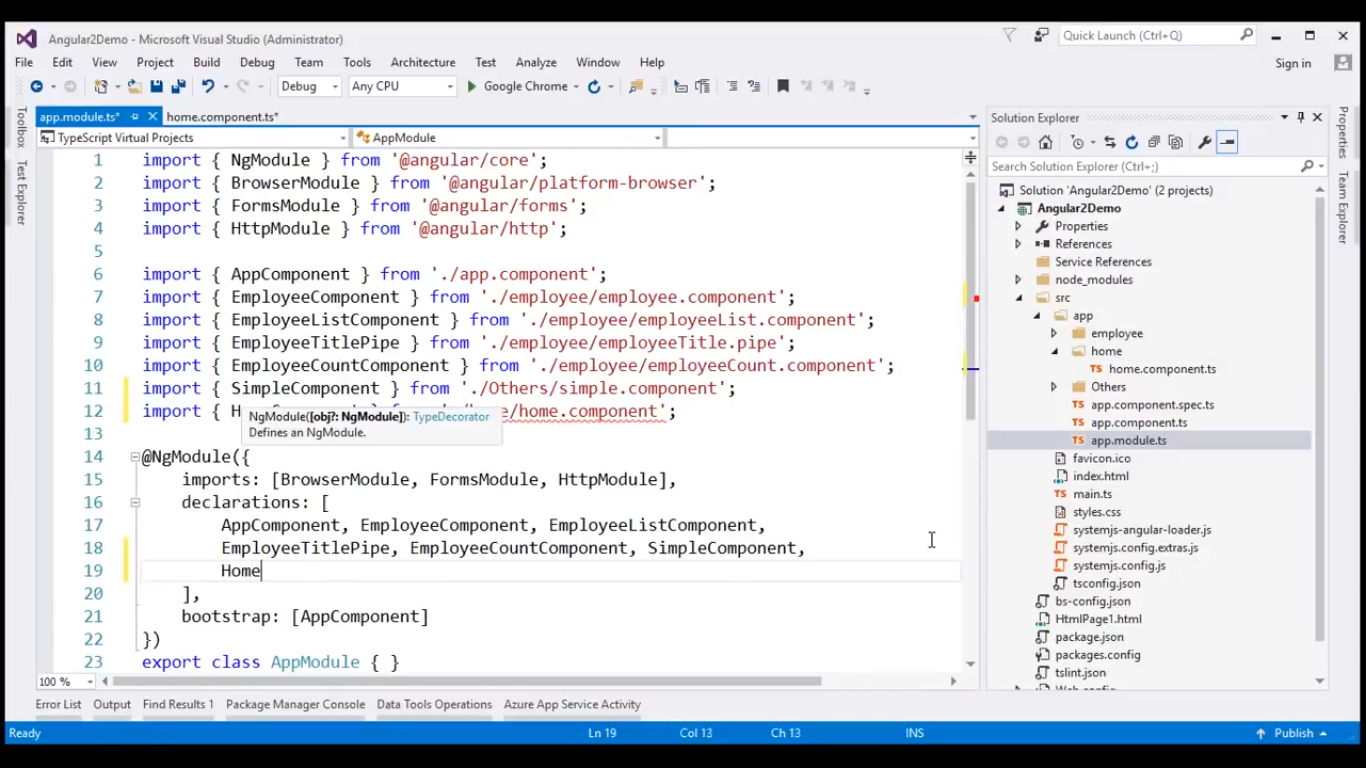 Angular2Demo - Microsoft Visual Studio (Administrator)
Quick Launch (Ctrl+Q)
File Edit View Project Build Debug Team Tools Architecture Test Analyze Window Help
Sign in
Debug Any CPU Google Chrome
app.module.ts* home.component.ts*
TypeScript Virtual Projects AppModule
Toolbox
Test Explorer
1 import { NgModule } from '@angular/core';
2 import { BrowserModule } from '@angular/platform-browser';
3 import { FormsModule } from '@angular/forms';
4 import { HttpModule } from '@angular/http';
5
6 import { AppComponent } from './app.component';
7 import { EmployeeComponent } from './employee/employee.component';
8 import { EmployeeListComponent } from './employee/employeeList.component';
9 import { EmployeeTitlePipe } from './employee/employeeTitle.pipe';
10 import { EmployeeCountComponent } from './employee/employeeCount.component';
11 import { SimpleComponent } from './Others/simple.component';
12 import { H /home.component';
NgModule([obj?: NgModule]): TypeDecorator
Defines an NgModule.
13
14 @NgModule({
15 imports: [BrowserModule, FormsModule, HttpModule],
16 declarations: [
17 AppComponent, EmployeeComponent, EmployeeListComponent,
18 EmployeeTitlePipe, EmployeeCountComponent, SimpleComponent,
19 Home
20 ],
21 bootstrap: [AppComponent]
22 })
23 export class AppModule { }
100 %
Solution Explorer
Search Solution Explorer (Ctrl+;)
Solution 'Angular2Demo' (2 projects)
Angular2Demo
Properties
References
Service References
node_modules
src
app
employee
home
TS home.component.ts
Others
TS app.component.spec.ts
TS app.component.ts
TS app.module.ts
favicon.ico
index.html
TS main.ts
styles.css
systemjs-angular-loader.js
systemjs.config.extras.js
systemjs.config.js
tsconfig.json
bs-config.json
HtmlPage1.html
package.json
packages.config
tslint.json
Properties
Team Explorer
Error List Output Find Results 1 Package Manager Console Data Tools Operations Azure App Service Activity
Ready Ln 19 Col 13 Ch 13 INS Publish